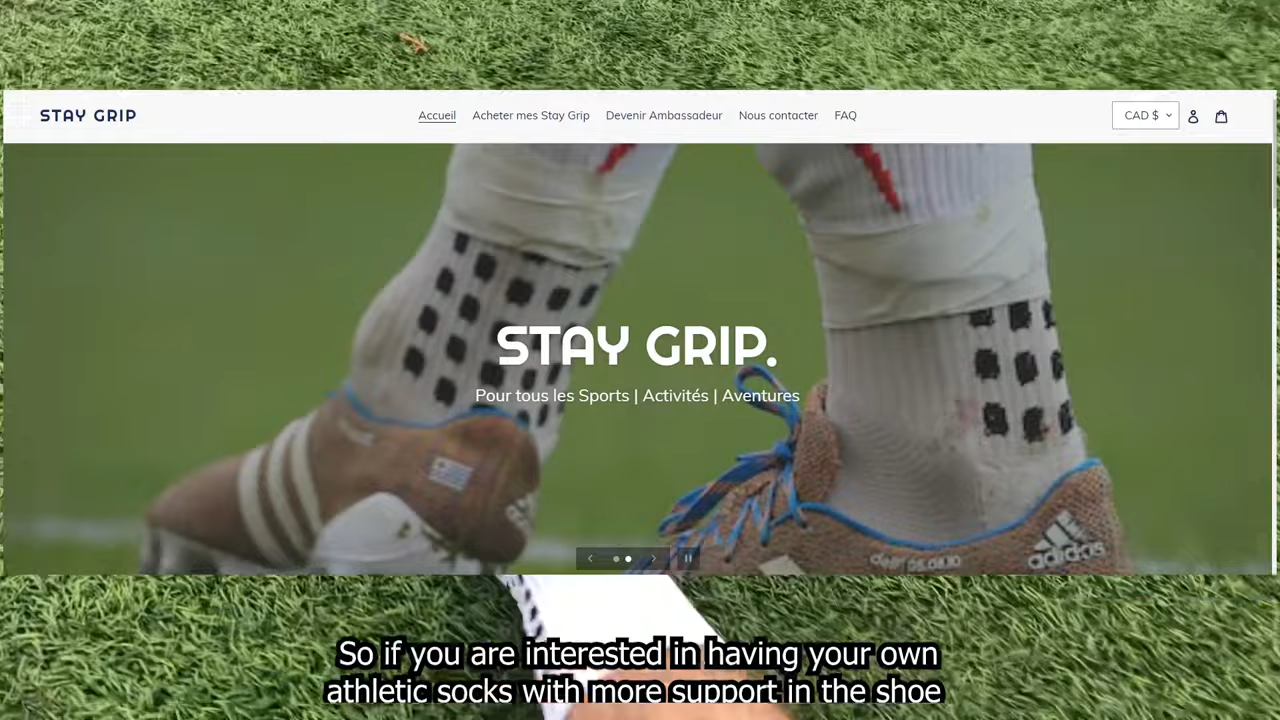 STAY GRIP
Accueil Acheter mes Stay Grip Devenir Ambassadeur Nous contacter FAQ
CAD $
STAY GRIP.
Pour tous les Sports | Activités | Aventures
adidas
So if you are interested in having your own
athletic socks with more support in the shoe